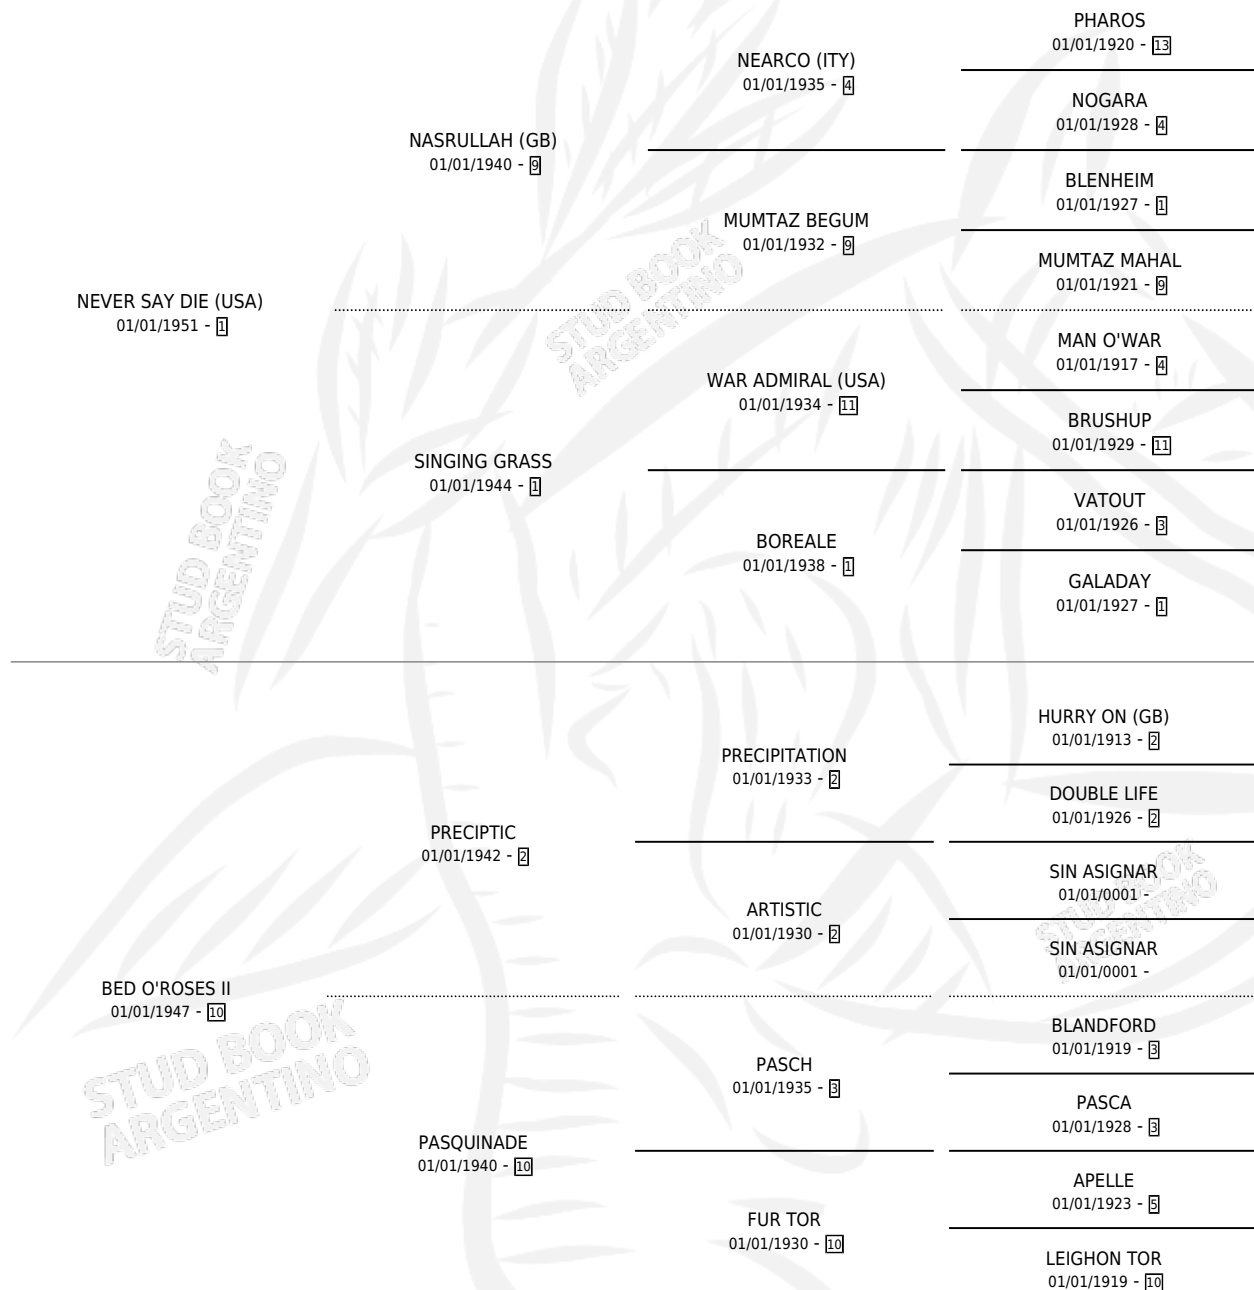 PHAROS
01/01/1920 - 13
NEARCO (ITY)
01/01/1935 - 4
NOGARA
01/01/1928 - 4
NASRULLAH (GB)
01/01/1940 - 9
BLENHEIM
01/01/1927 - 1
MUMTAZ BEGUM
01/01/1932 - 9
MUMTAZ MAHAL
01/01/1921 - 9
NEVER SAY DIE (USA)
01/01/1951 - 1
STUD BOOK
ARGENTINO
MAN O'WAR
01/01/1917 - 4
WAR ADMIRAL (USA)
01/01/1934 - 11
BRUSHUP
01/01/1929 - 11
SINGING GRASS
01/01/1944 - 1
VATOUT
01/01/1926 - 3
BOREALE
01/01/1938 - 1
GALADAY
01/01/1927 - 1
STUD BOOK
ARGENTINO
HURRY ON (GB)
01/01/1913 - 2
PRECIPITATION
01/01/1933 - 2
DOUBLE LIFE
01/01/1926 - 2
PRECIPTIC
01/01/1942 - 2
SIN ASIGNAR
01/01/0001 -
ARTISTIC
01/01/1930 - 2
SIN ASIGNAR
01/01/0001 -
STUD BOOK
ARGENTINO
BED O'ROSES II
01/01/1947 - 10
BLANDFORD
01/01/1919 - 3
PASCH
01/01/1935 - 3
PASCA
01/01/1928 - 3
STUD BOOK
ARGENTINO
PASQUINADE
01/01/1940 - 10
APELLE
01/01/1923 - 5
FUR TOR
01/01/1930 - 10
LEIGHON TOR
01/01/1919 - 10